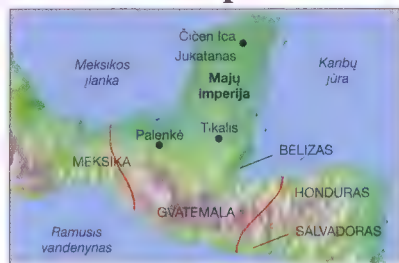 Čičen Ica
Jukatanas
Meksikos
įlanka
Karibų
jūra
Majų
imperija
Palenkė
Tikalis
BELIZAS
MEKSIKA
HONDURAS
GVATEMALA
SALVADORAS
Ramusis
vandenynas